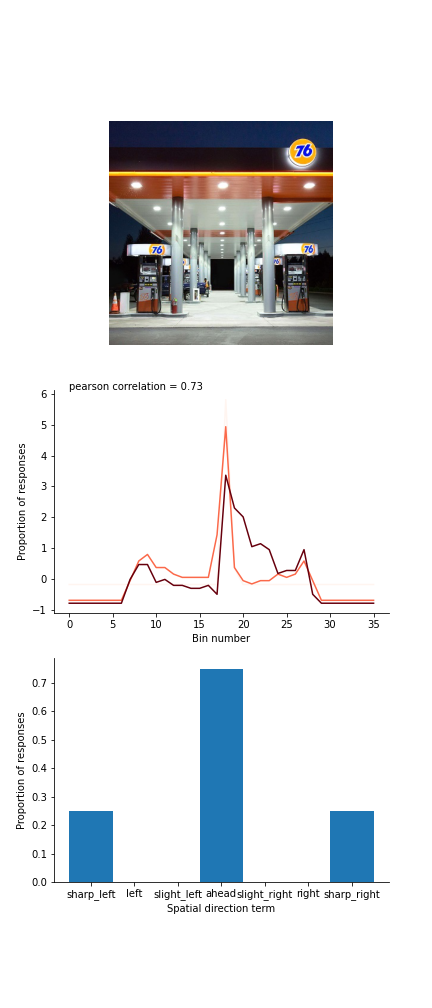 76
76
76
76
pearson correlation = 0.73
Proportion of responses
6
5
4
3
2
1
0
−1
0 5 10 15 20 25 30 35
Bin number
Proportion of responses
0.7
0.6
0.5
0.4
0.3
0.2
0.1
0.0
sharp_left left slight_left ahead slight_right right sharp_right
Spatial direction term